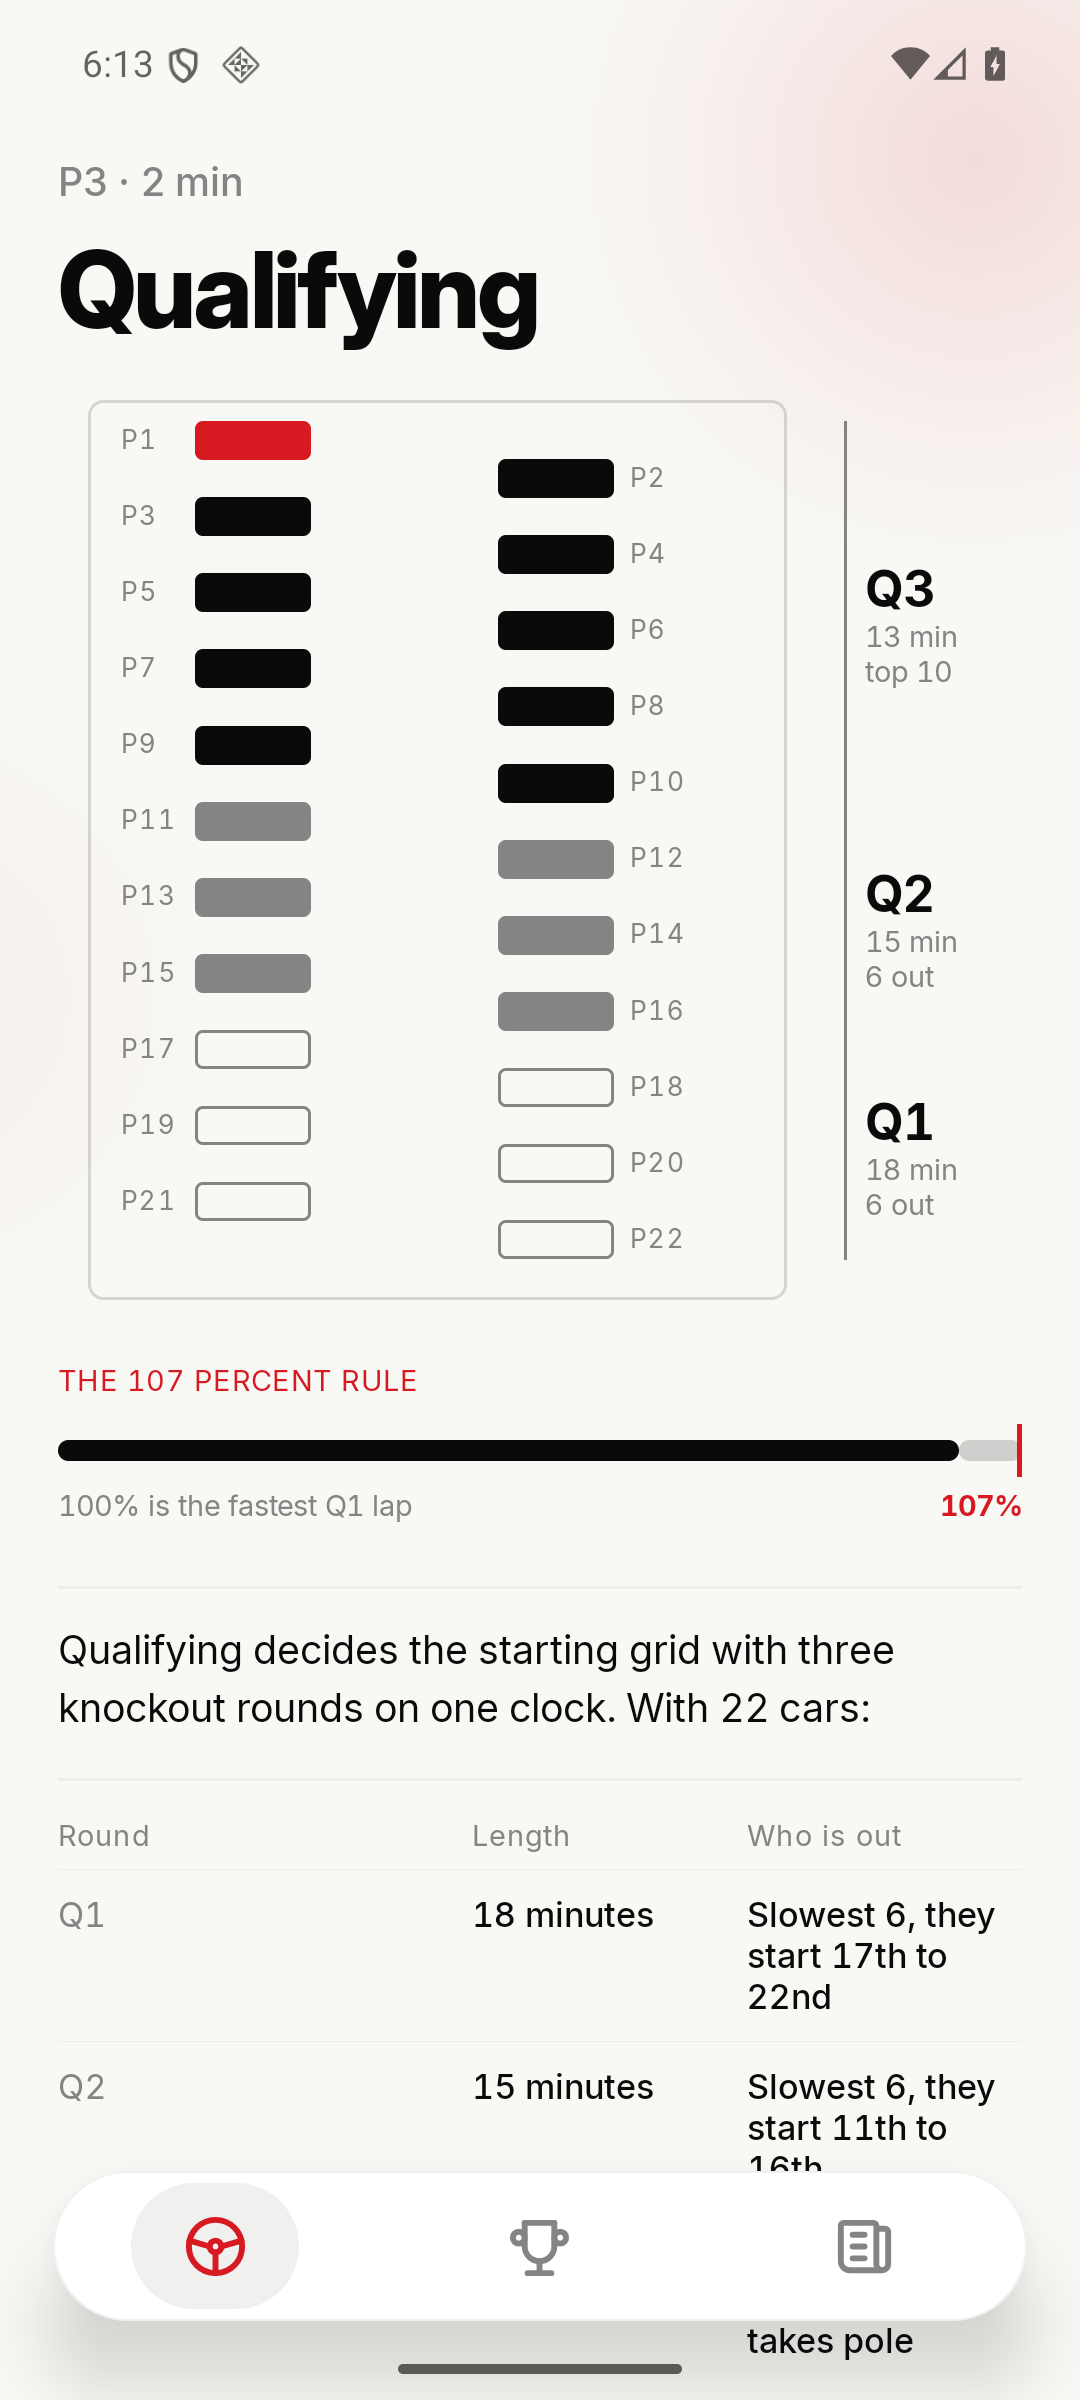 6:13
P3 · 2 min
Qualifying
P1
P2
P3
P4
P5
P6
P7
P8
P9
P10
P11
P12
P13
P14
P15
P16
P17
P18
P19
P20
P21
P22
Q3
13 min
top 10
Q2
15 min
6 out
Q1
18 min
6 out
THE 107 PERCENT RULE
100% is the fastest Q1 lap
107%
Qualifying decides the starting grid with three
knockout rounds on one clock. With 22 cars:
Round Length Who is out
Q1 18 minutes Slowest 6, they
start 17th to
22nd
Q2 15 minutes Slowest 6, they
start 11th to
16th
takes pole